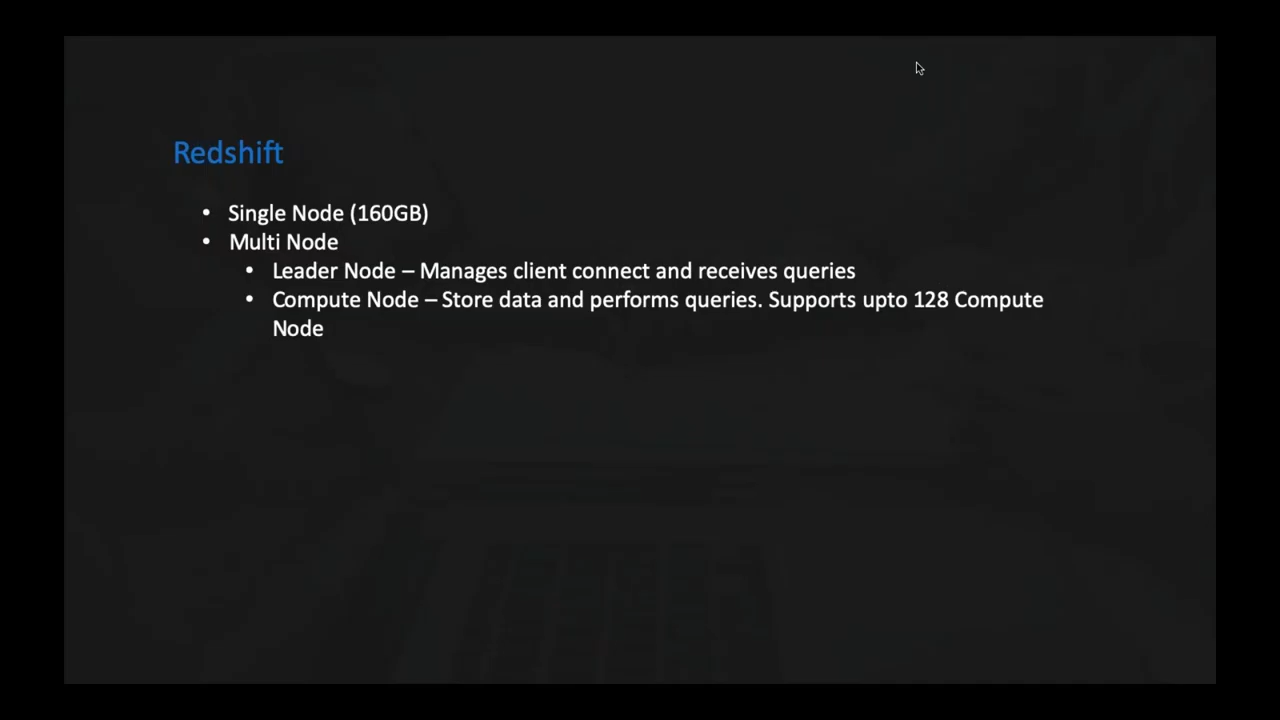 Redshift
• Single Node (160GB)
• Multi Node
• Leader Node – Manages client connect and receives queries
• Compute Node – Store data and performs queries. Supports upto 128 Compute
Node